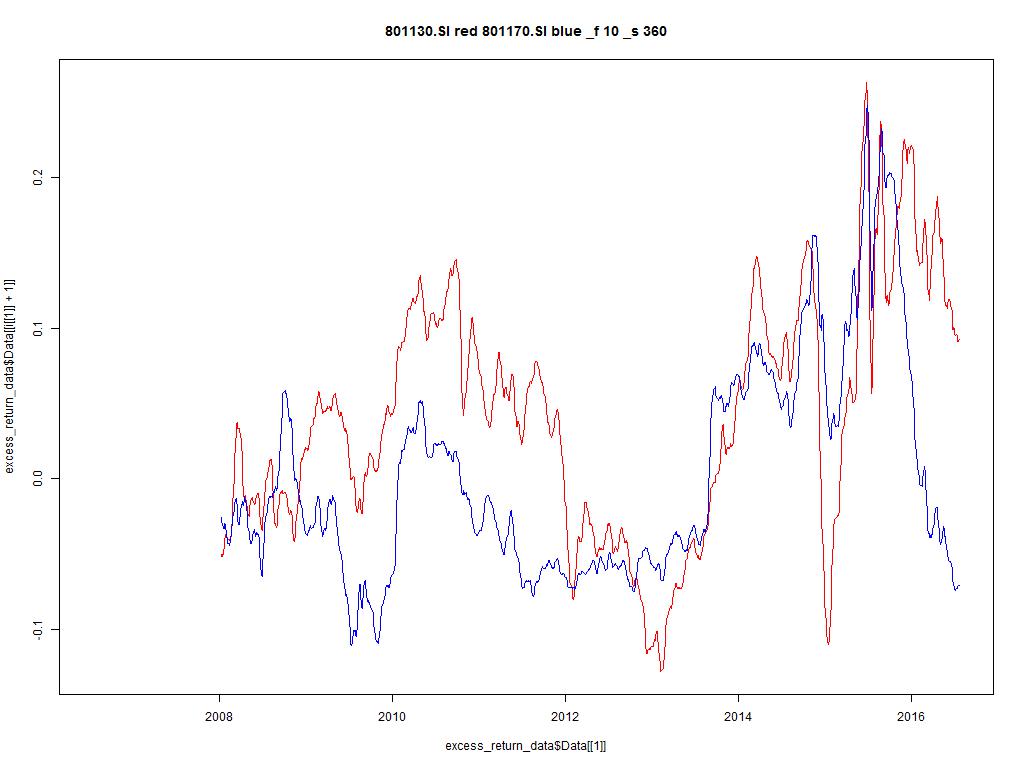 801130.SI red 801170.SI blue _f 10 _s 360
excess_return_data$Data[[i[[1]] + 1]]
0.2
0.1
0.0
-0.1
2008 2010 2012 2014 2016
excess_return_data$Data[[1]]